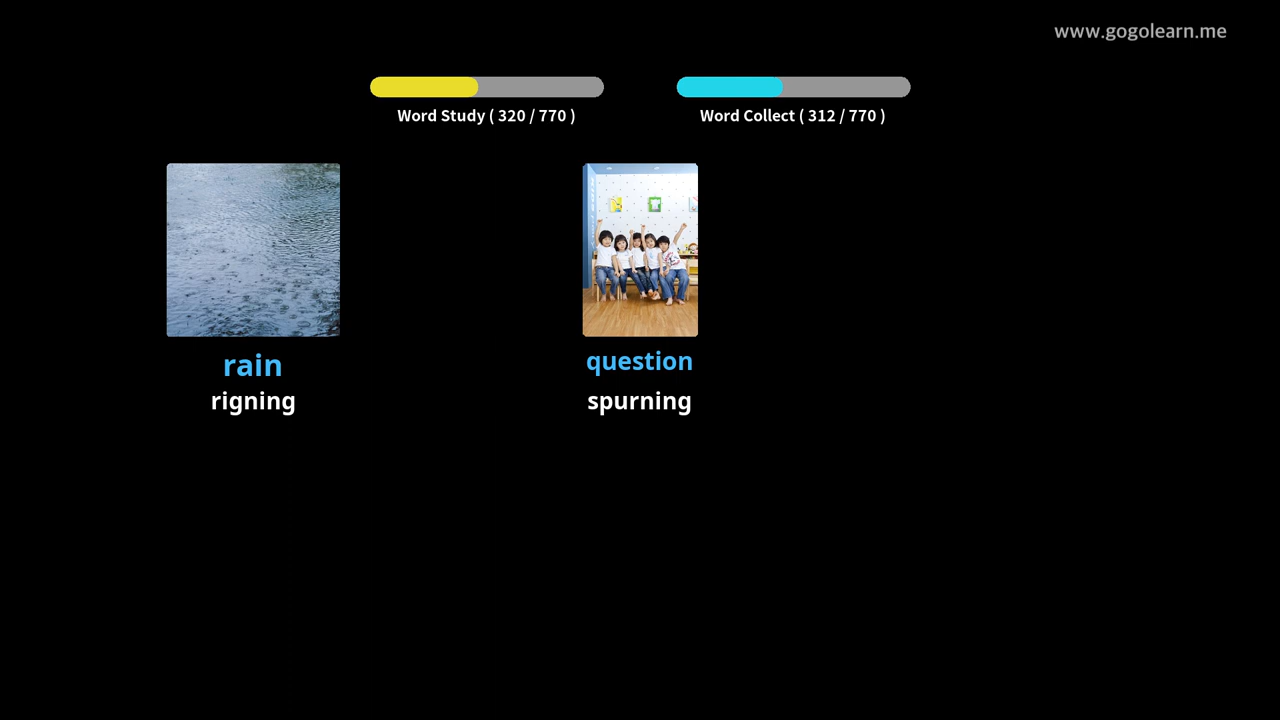 www.gogolearn.me
Word Study ( 320 / 770 )
Word Collect ( 312 / 770 )
rain
rigning
question
spurning